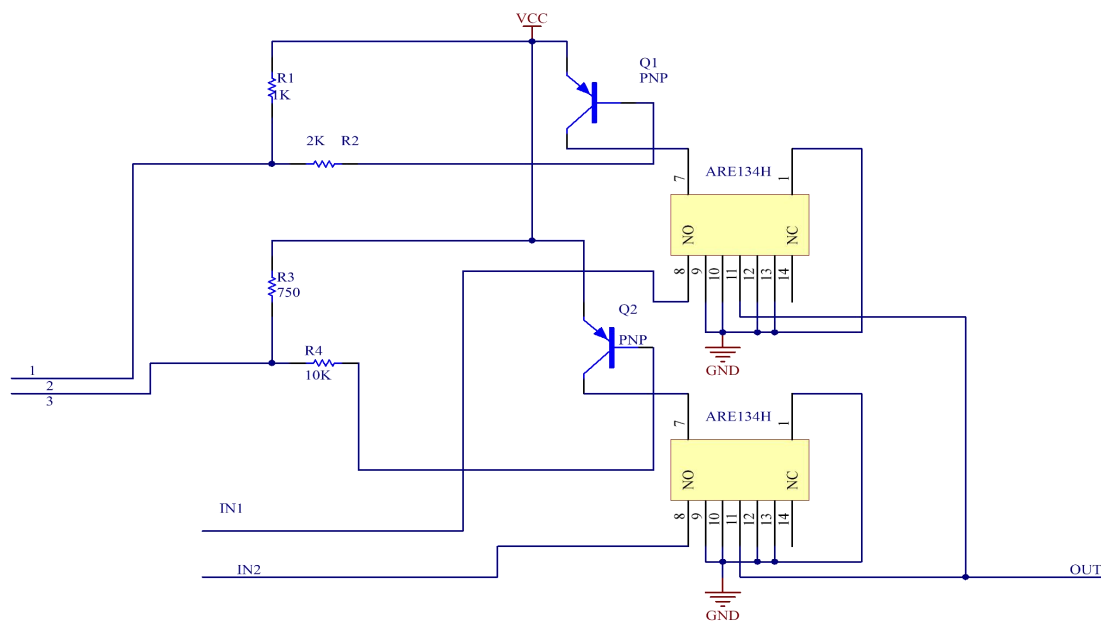 VCC
Q1
PNP
R1
1K
2K R2
ARE134H
7
1
NO
NC
8
9
10
11
12
13
14
R3
750
Q2
PNP
GND
R4
10K
1
2
3
ARE134H
7
1
NO
NC
8
9
10
11
12
13
14
IN1
IN2
OUT
GND